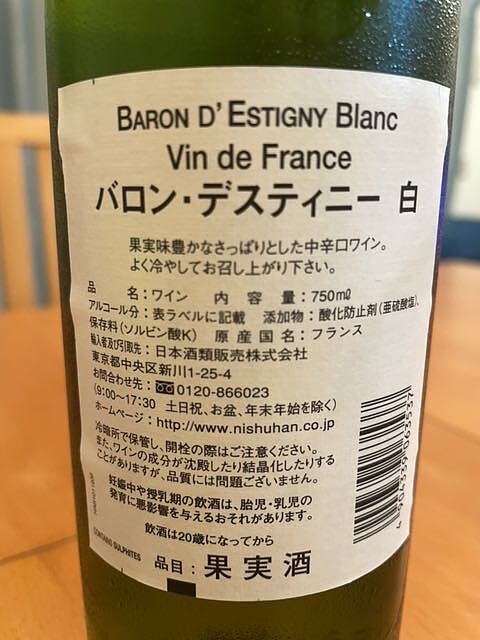 BARON D'ESTIGNY Blanc
Vin de France
バロン・デスティニー 白
果実味豊かなさっぱりとした中辛口ワイン。
よく冷やしてお召し上がり下さい。
品 名：ワイン 内 容 量：750mℓ
アルコール分：表ラベルに記載 添加物：酸化防止剤(亜硫酸塩)、
保存料(ソルビン酸K) 原 産 国 名：フランス
輸入者及び引取先：日本酒類販売株式会社
東京都中央区新川1-25-4
お問合わせ先：0120-866023
(9:00〜17:30 土日祝、お盆、年末年始を除く)
ホームページ：http://www.nishuhan.co.jp
冷暗所で保管し、開栓の際はご注意ください。
また、ワインの成分が沈殿したり結晶化したりする
ことがありますが、品質には問題ございません。
妊娠中や授乳期の飲酒は、胎児・乳児の
発育に悪影響を与えるおそれがあります。
飲酒は20歳になってから
CONTAINS SULPHITES
品目：果実酒
4904539063537